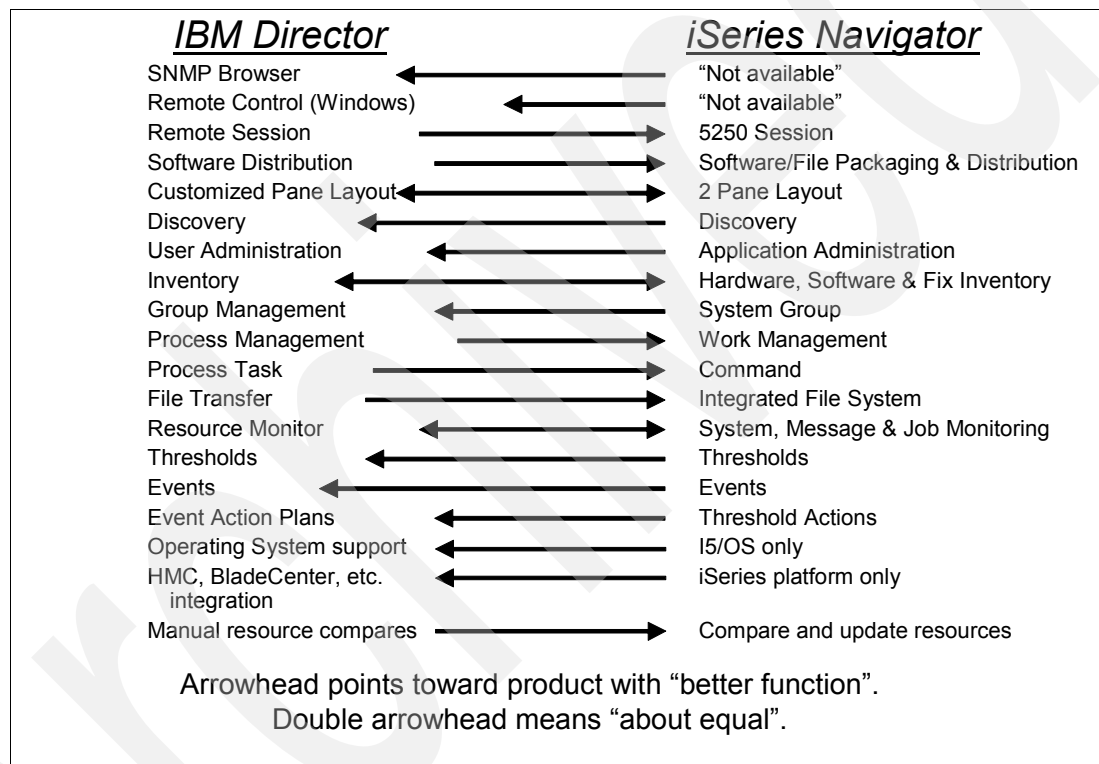 IBM Director iSeries Navigator
SNMP Browser “Not available”
Remote Control (Windows) “Not available”
Remote Session 5250 Session
Software Distribution Software/File Packaging & Distribution
Customized Pane Layout 2 Pane Layout
Discovery Discovery
User Administration Application Administration
Inventory Hardware, Software & Fix Inventory
Group Management System Group
Process Management Work Management
Process Task Command
File Transfer Integrated File System
Resource Monitor System, Message & Job Monitoring
Thresholds Thresholds
Events Events
Event Action Plans Threshold Actions
Operating System support I5/OS only
HMC, BladeCenter, etc. iSeries platform only
integration
Manual resource compares Compare and update resources
Arrowhead points toward product with “better function”.
Double arrowhead means “about equal”.